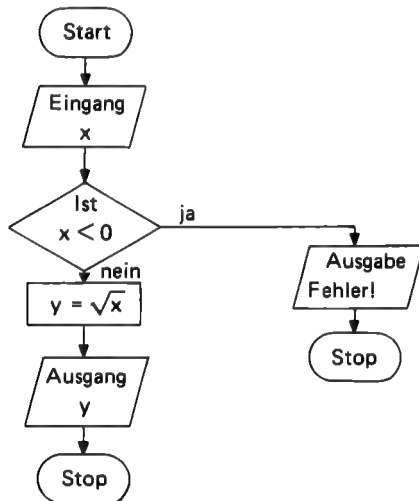 Start
Eingang
x
Ist
x < 0
ja
nein
y = √x
Ausgang
y
Stop
Ausgabe
Fehler!
Stop